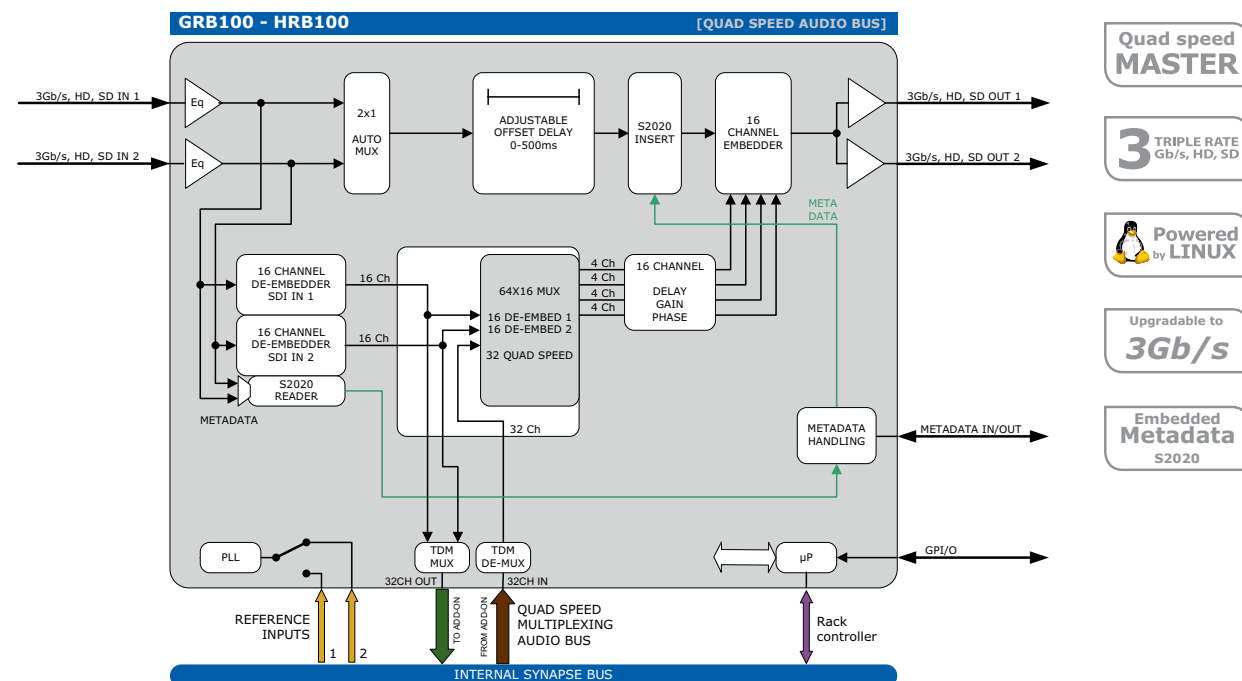 GRB100 - HRB100
[QUAD SPEED AUDIO BUS]
3Gb/s, HD, SD IN 1
3Gb/s, HD, SD IN 2
Eq
Eq
2x1
AUTO
MUX
ADJUSTABLE
OFFSET DELAY
0-500ms
S2020
INSERT
16
CHANNEL
EMBEDDER
3Gb/s, HD, SD OUT 1
3Gb/s, HD, SD OUT 2
META
DATA
16 CHANNEL
DE-EMBEDDER
SDI IN 1
16 Ch
16 CHANNEL
DE-EMBEDDER
SDI IN 2
16 Ch
S2020
READER
METADATA
64X16 MUX
16 DE-EMBED 1
16 DE-EMBED 2
32 QUAD SPEED
32 Ch
4 Ch
4 Ch
4 Ch
4 Ch
16 CHANNEL
DELAY
GAIN
PHASE
METADATA
HANDLING
METADATA IN/OUT
PLL
TDM
MUX
TDM
DE-MUX
µP
GPI/O
32CH OUT
32CH IN
REFERENCE
INPUTS
1
2
TO ADD-ON
FROM ADD-ON
QUAD SPEED
MULTIPLEXING
AUDIO BUS
Rack
controller
INTERNAL SYNAPSE BUS
Quad speed
MASTER
3 TRIPLE RATE
Gb/s, HD, SD
Powered
by LINUX
Upgradable to
3Gb/s
Embedded
Metadata
S2020